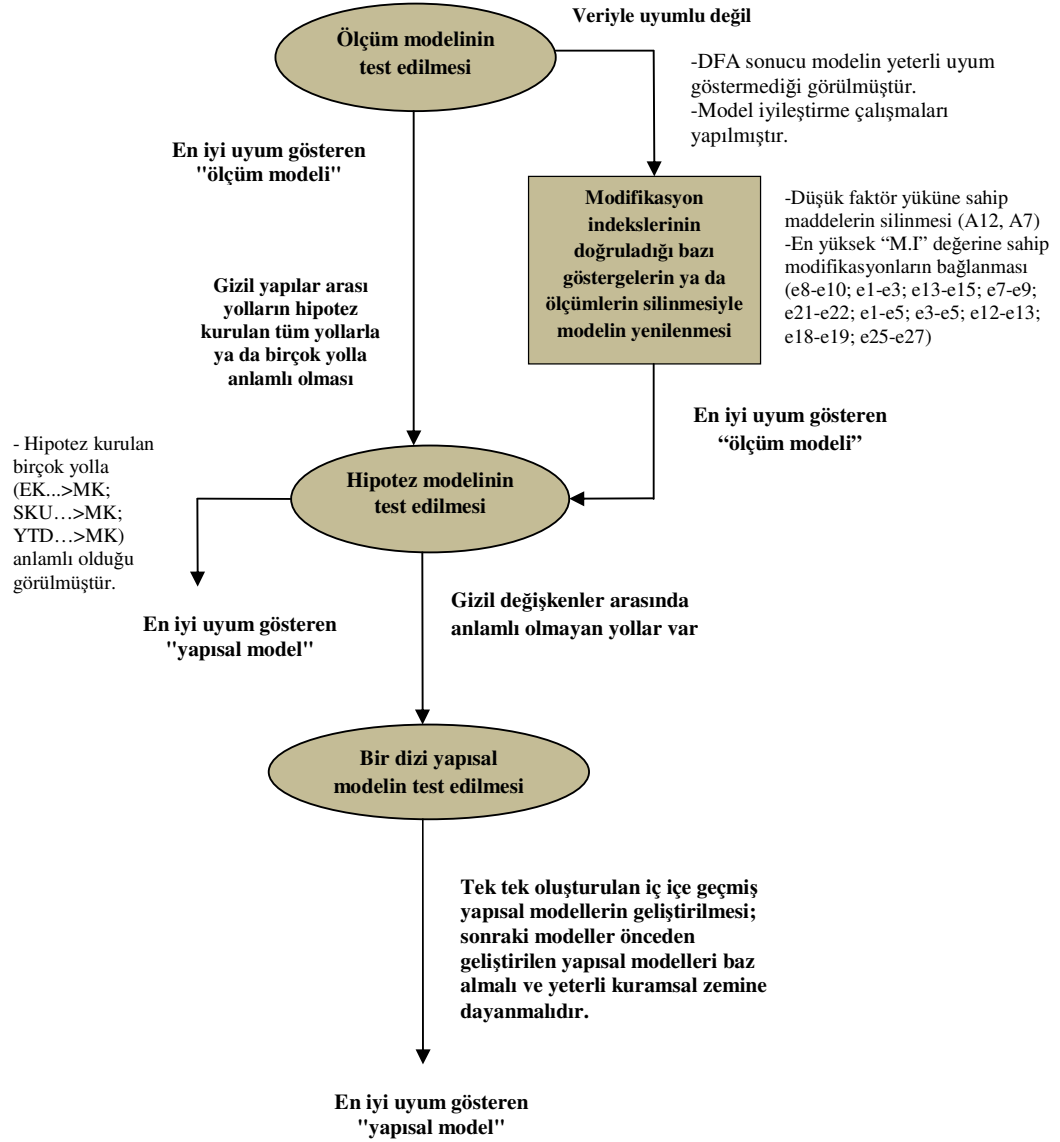 Veriyle uyumlu değil
Ölçüm modelinin
test edilmesi
-DFA sonucu modelin yeterli uyum
göstermediği görülmüştür.
-Model iyileştirme çalışmaları
yapılmıştır.
En iyi uyum gösteren
"ölçüm modeli"
Modifikasyon
indekslerinin
doğruladığı bazı
göstergelerin ya da
ölçümlerin silinmesiyle
modelin yenilenmesi
-Düşük faktör yüküne sahip
maddelerin silinmesi (A12, A7)
-En yüksek “M.I” değerine sahip
modifikasyonların bağlanması
(e8-e10; e1-e3; e13-e15; e7-e9;
e21-e22; e1-e5; e3-e5; e12-e13;
e18-e19; e25-e27)
Gizil yapılar arası
yolların hipotez
kurulan tüm yollarla
ya da birçok yolla
anlamlı olması
En iyi uyum gösteren
“ölçüm modeli”
- Hipotez kurulan
birçok yolla
(EK...>MK;
SKU…>MK;
YTD…>MK)
anlamlı olduğu
görülmüştür.
Hipotez modelinin
test edilmesi
En iyi uyum gösteren
"yapısal model"
Gizil değişkenler arasında
anlamlı olmayan yollar var
Bir dizi yapısal
modelin test edilmesi
Tek tek oluşturulan iç içe geçmiş
yapısal modellerin geliştirilmesi;
sonraki modeller önceden
geliştirilen yapısal modelleri baz
almalı ve yeterli kuramsal zemine
dayanmalıdır.
En iyi uyum gösteren
"yapısal model"